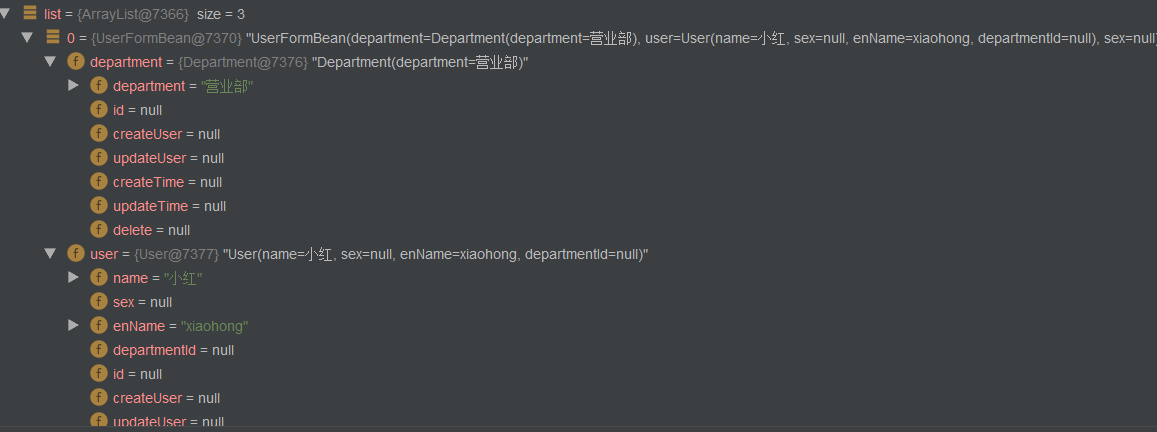 list = {ArrayList@7366} size = 3
0 = {UserFormBean@7370} "UserFormBean(department=Department(department=营业部), user=User(name=小红, sex=null, enName=xiaohong, departmentId=null), sex=null
f department = {Department@7376} "Department(department=营业部)"
f department = "营业部"
f id = null
f createUser = null
f updateUser = null
f createTime = null
f updateTime = null
f delete = null
f user = {User@7377} "User(name=小红, sex=null, enName=xiaohong, departmentId=null)"
f name = "小红"
f sex = null
f enName = "xiaohong"
f departmentId = null
f id = null
f createUser = null
f updateUser = null